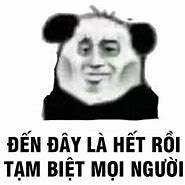 ĐẾN ĐÂY LÀ HẾT RỒI
TẠM BIỆT MỌI NGƯỜI